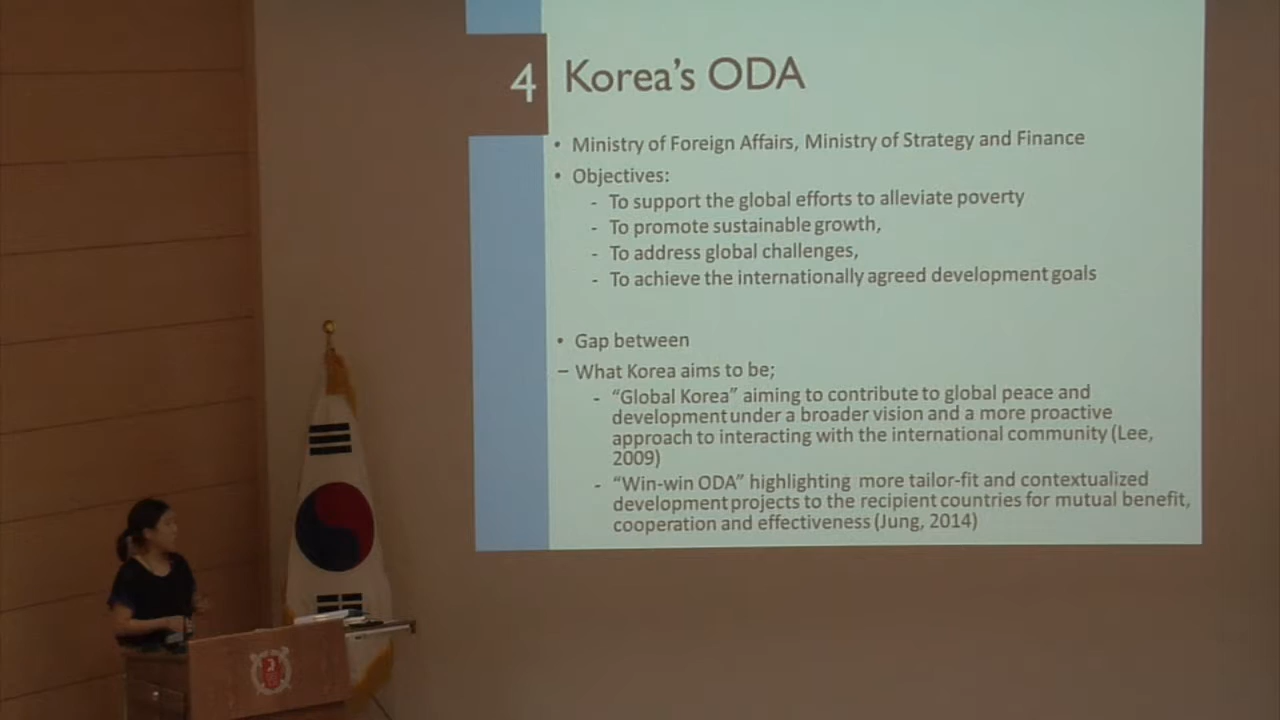 4 Korea's ODA
• Ministry of Foreign Affairs, Ministry of Strategy and Finance
• Objectives:
- To support the global efforts to alleviate poverty
- To promote sustainable growth,
- To address global challenges,
- To achieve the internationally agreed development goals
• Gap between
– What Korea aims to be;
- “Global Korea” aiming to contribute to global peace and
development under a broader vision and a more proactive
approach to interacting with the international community (Lee,
2009)
- “Win-win ODA” highlighting more tailor-fit and contextualized
development projects to the recipient countries for mutual benefit,
cooperation and effectiveness (Jung, 2014)